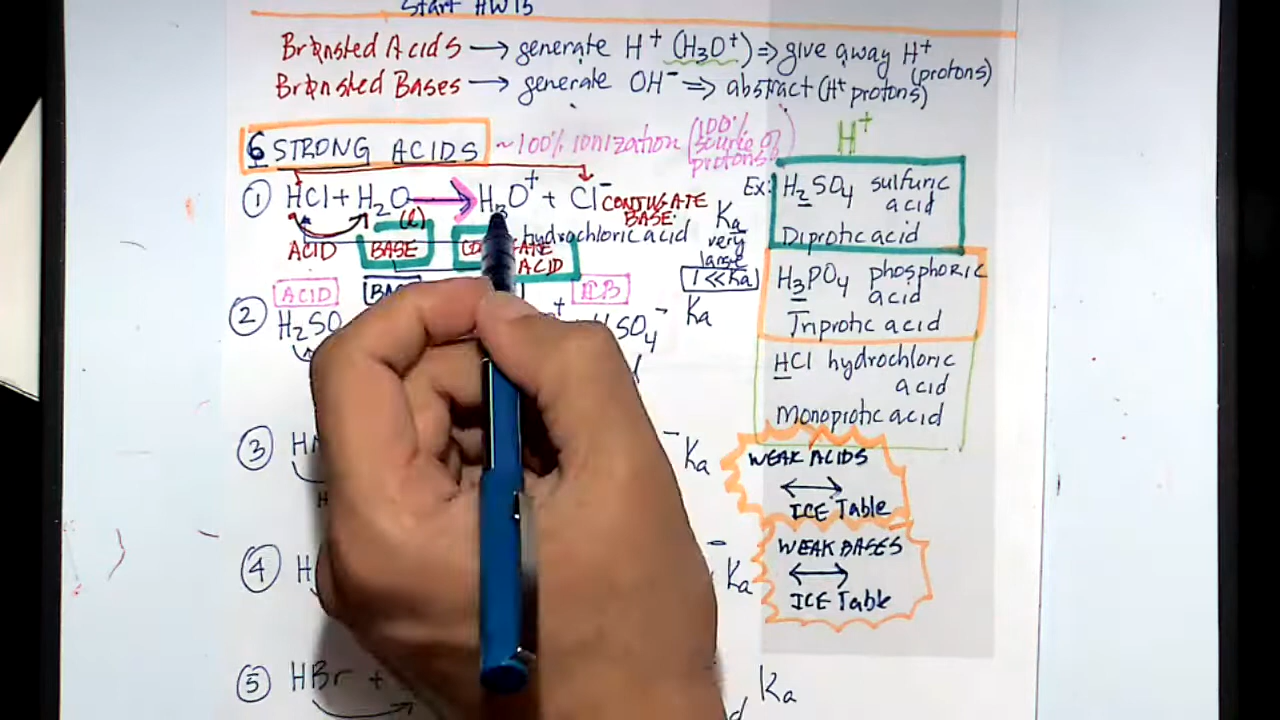 Start HW 15
Brønsted Acids → generate H⁺ (H₃O⁺) ⇒ give away H⁺ (protons)
Brønsted Bases → generate OH⁻ ⇒ abstract (H⁺ protons)
6 STRONG ACIDS ~100% ionization (100% source of protons)
① HCl + H₂O(l) → H₃O⁺ + Cl⁻ CONJUGATE BASE
ACID BASE ACID
hydrochloric acid
Ka very large
1 << Ka
ACID CB
② H₂SO SO₄⁻ Ka
③ H ⁻ Ka
④ H ⁻ Ka
⑤ HBr + Ka
H⁺
Ex: H₂SO₄ sulfuric acid
Diprotic acid
H₃PO₄ phosphoric acid
Triprotic acid
HCl hydrochloric acid
Monoprotic acid
WEAK ACIDS
↔
ICE Table
WEAK BASES
↔
ICE Table